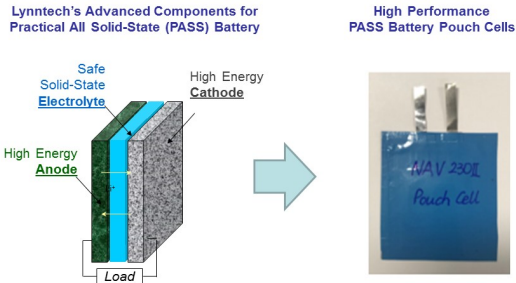 Lynntech's Advanced Components for
Practical All Solid-State (PASS) Battery
High Performance
PASS Battery Pouch Cells
Safe
Solid-State
Electrolyte
High Energy
Cathode
High Energy
Anode
Load
NAV 230II
Pouch Cell